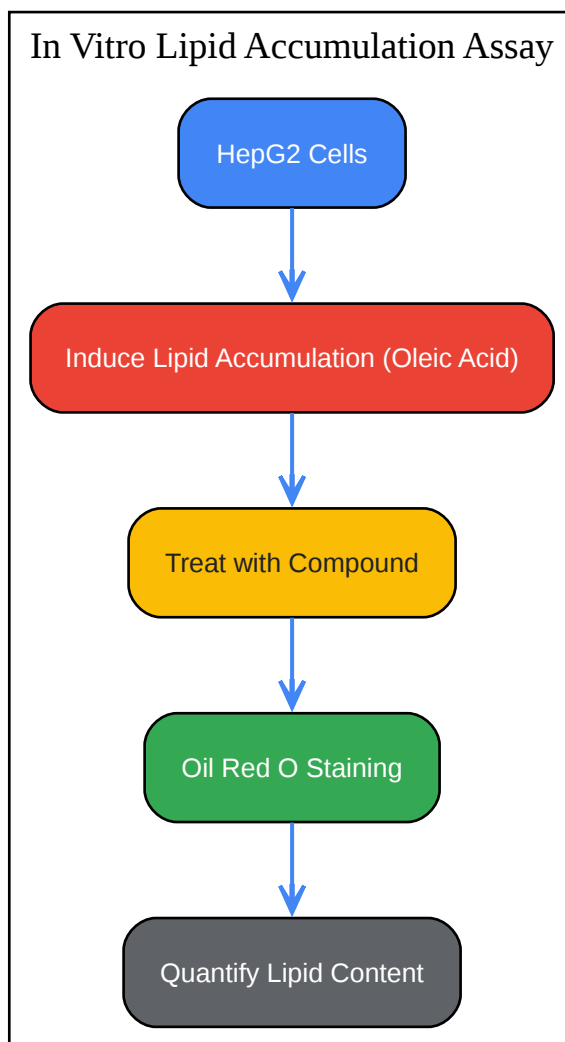 In Vitro Lipid Accumulation Assay
HepG2 Cells
Induce Lipid Accumulation (Oleic Acid)
Treat with Compound
Oil Red O Staining
Quantify Lipid Content